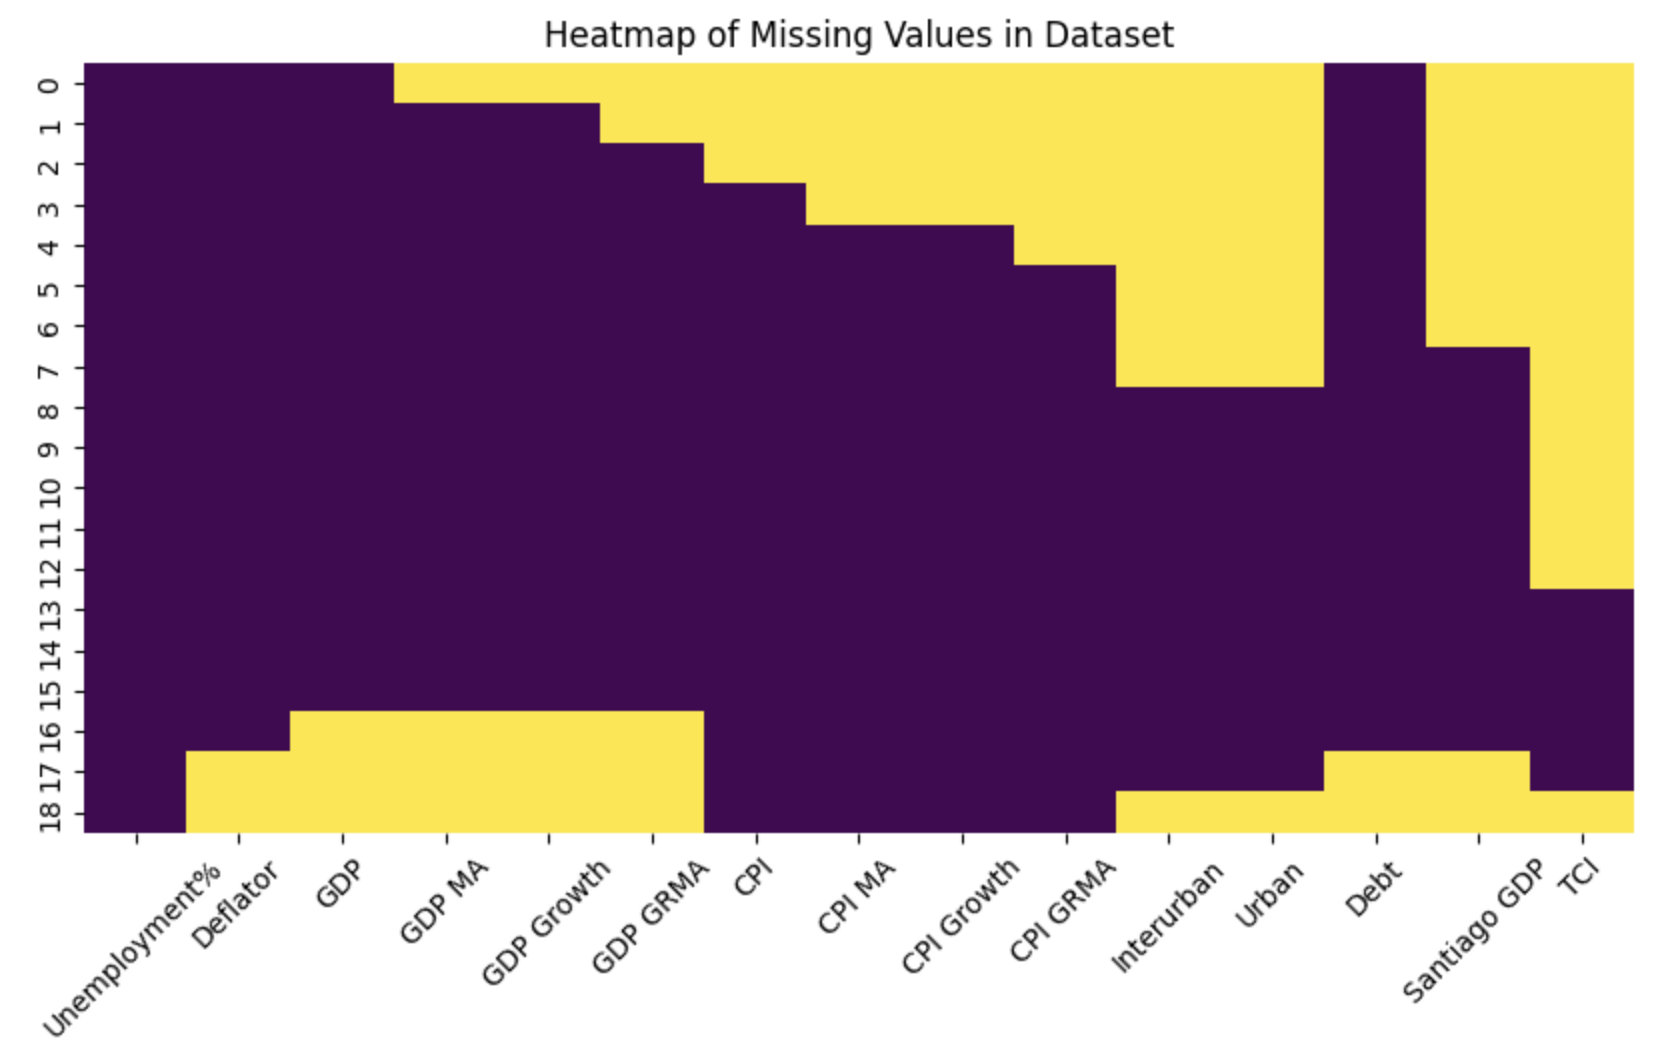 Heatmap of Missing Values in Dataset
0
1
2
3
4
5
6
7
8
9
10
11
12
13
14
15
16
17
18
Unemployment%
Deflator
GDP
GDP MA
GDP Growth
GDP GRMA
CPI
CPI MA
CPI Growth
CPI GRMA
Interurban
Urban
Debt
Santiago GDP
TCI